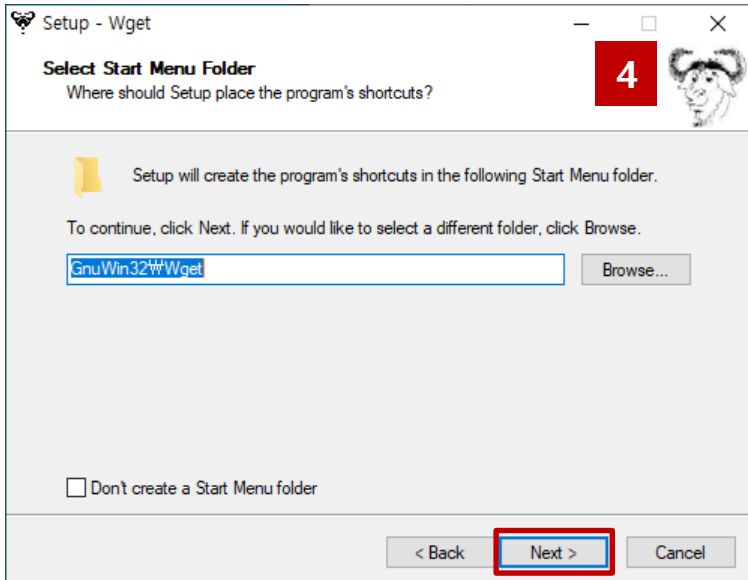 Setup - Wget
Select Start Menu Folder
Where should Setup place the program's shortcuts?
4
Setup will create the program's shortcuts in the following Start Menu folder.
To continue, click Next. If you would like to select a different folder, click Browse.
GnuWin32₩Wget
Browse...
Don't create a Start Menu folder
< Back Next > Cancel